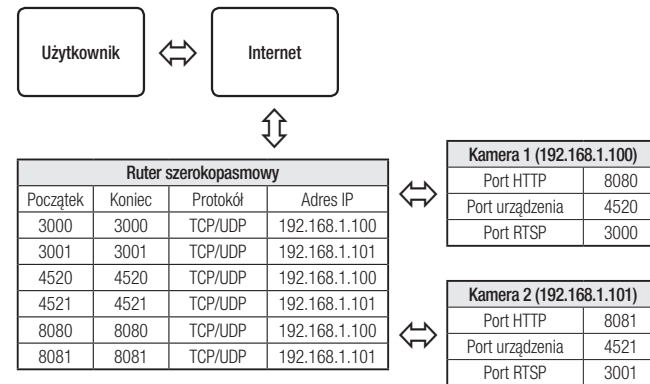 Użytkownik
Internet
Ruter szerokopasmowy
Początek Koniec Protokół Adres IP
3000 3000 TCP/UDP 192.168.1.100
3001 3001 TCP/UDP 192.168.1.101
4520 4520 TCP/UDP 192.168.1.100
4521 4521 TCP/UDP 192.168.1.101
8080 8080 TCP/UDP 192.168.1.100
8081 8081 TCP/UDP 192.168.1.101
Kamera 1 (192.168.1.100)
Port HTTP 8080
Port urządzenia 4520
Port RTSP 3000
Kamera 2 (192.168.1.101)
Port HTTP 8081
Port urządzenia 4521
Port RTSP 3001